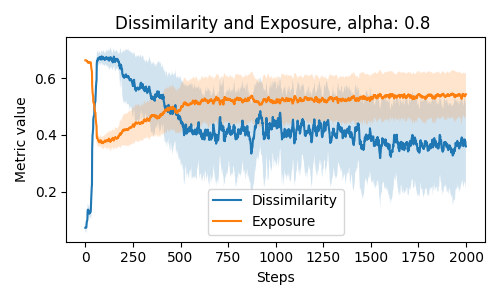 Dissimilarity and Exposure, alpha: 0.8
Metric value
0.6
0.4
0.2
Dissimilarity
Exposure
0 250 500 750 1000 1250 1500 1750 2000
Steps